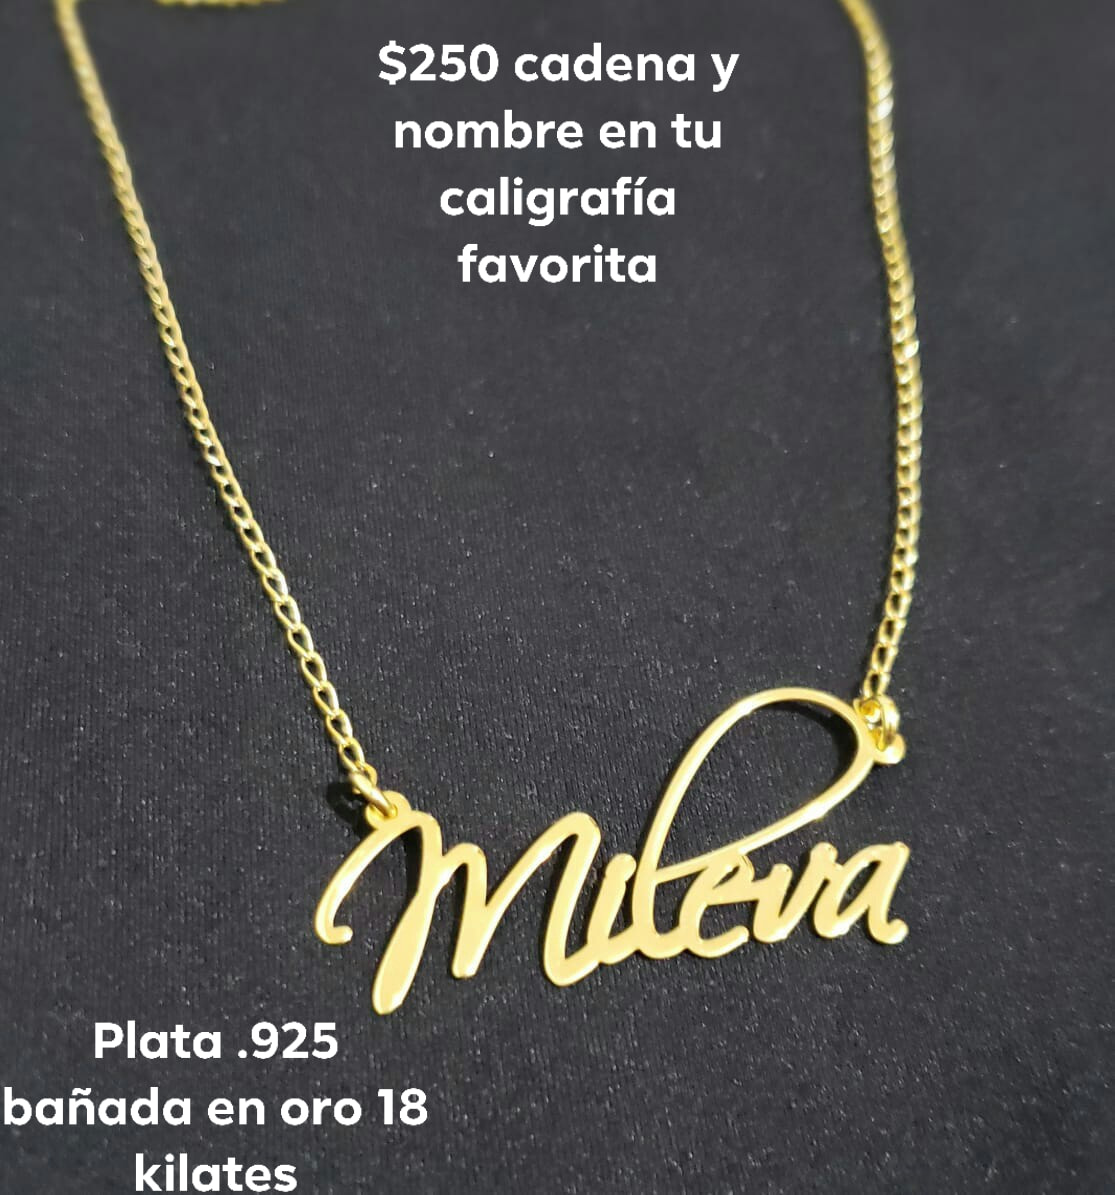 $250 cadena y
nombre en tu
caligrafía
favorita
Mileva
Plata .925
bañada en oro 18
kilates